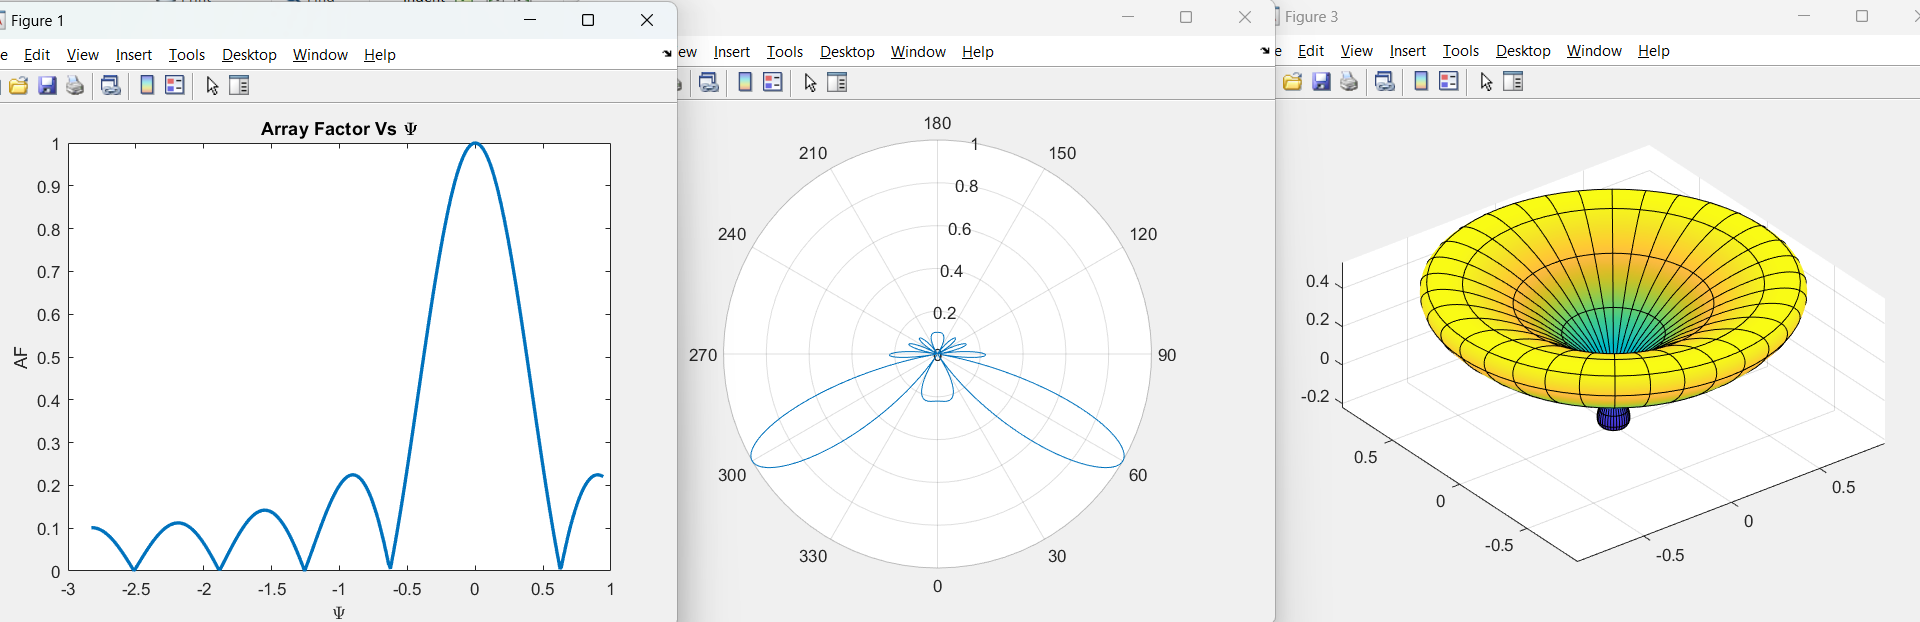 Figure 1
Edit View Insert Tools Desktop Window Help
Array Factor Vs Ψ
1
0.9
0.8
0.7
0.6
0.5
0.4
0.3
0.2
0.1
0
AF
-3 -2.5 -2 -1.5 -1 -0.5 0 0.5 1
Ψ
ew Insert Tools Desktop Window Help
180
210 1 150
0.8
240 0.6 120
0.4
0.2
270 0 90
300 60
330 30
0
Figure 3
e Edit View Insert Tools Desktop Window Help
0.4
0.2
0
-0.2
0.5
0
-0.5
0.5
0
-0.5